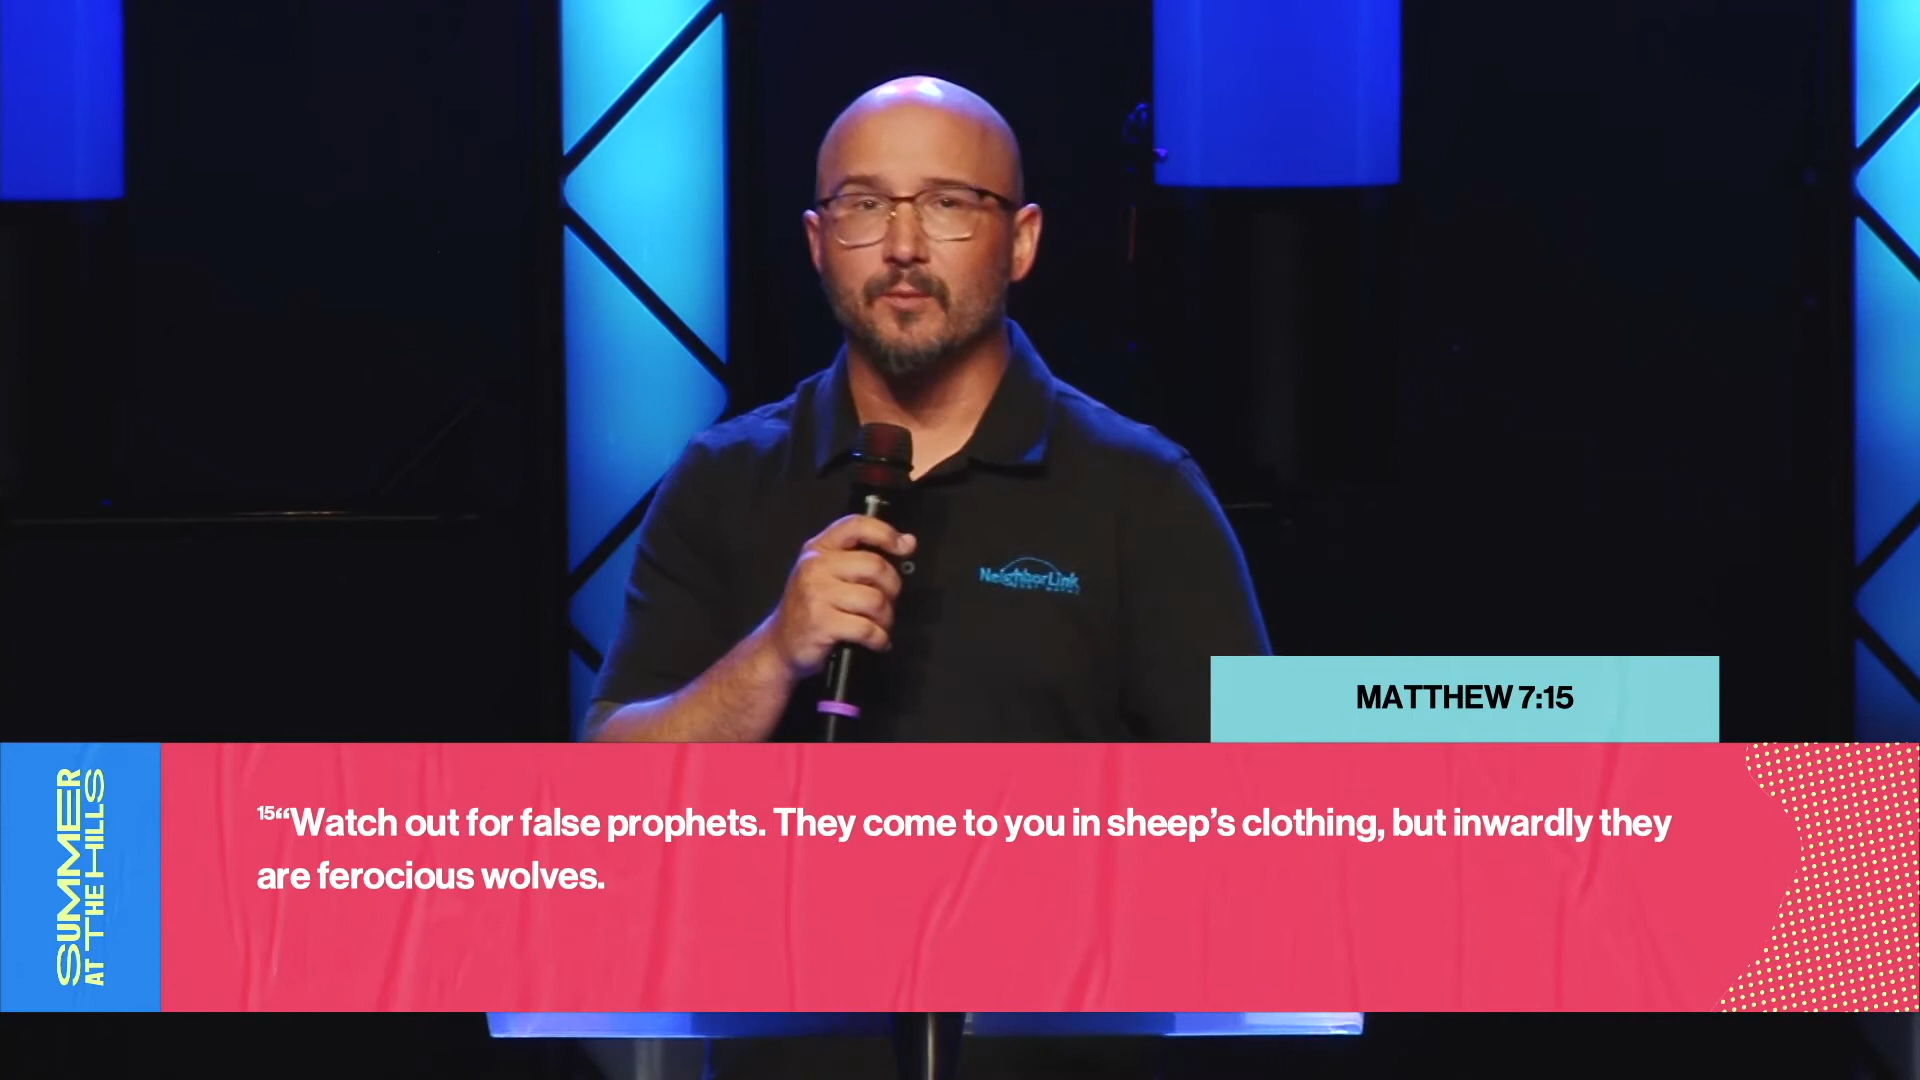 NeighborLink
MATTHEW 7:15
SUMMER
AT THE HILLS
15“Watch out for false prophets. They come to you in sheep’s clothing, but inwardly they
are ferocious wolves.